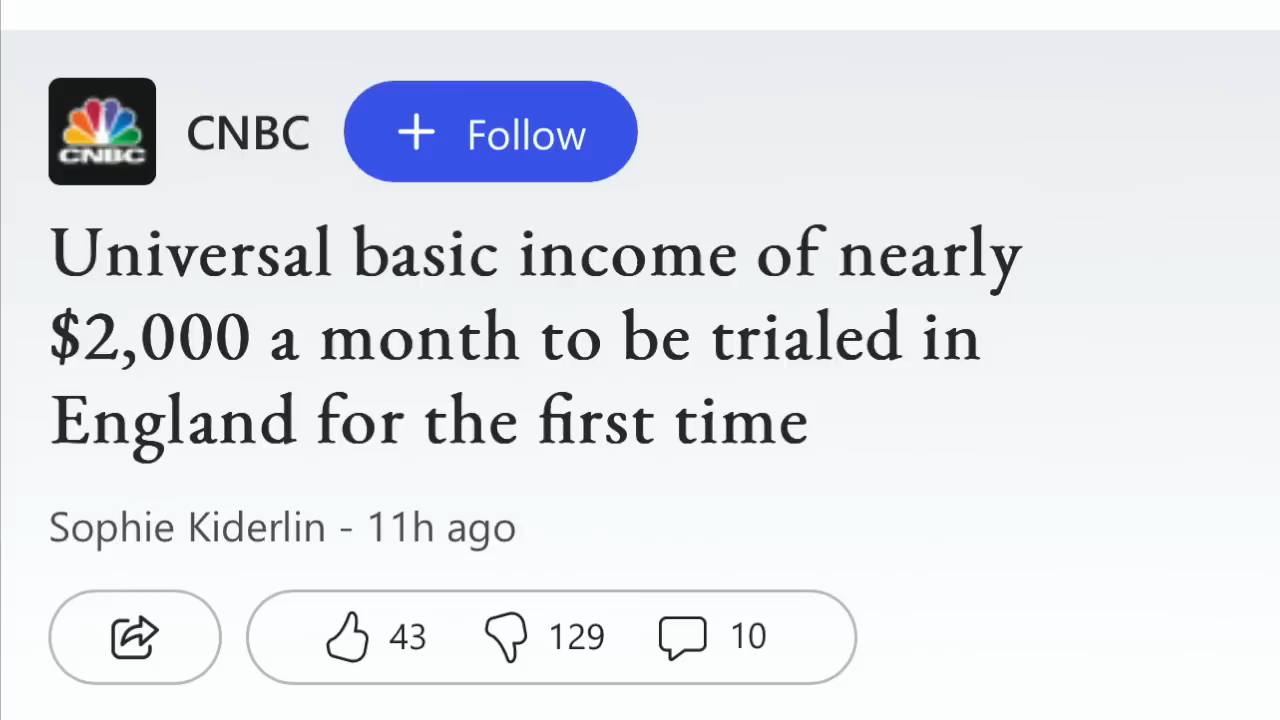 CNBC
CNBC
+ Follow
Universal basic income of nearly
$2,000 a month to be trialed in
England for the first time
Sophie Kiderlin - 11h ago
43 129 10